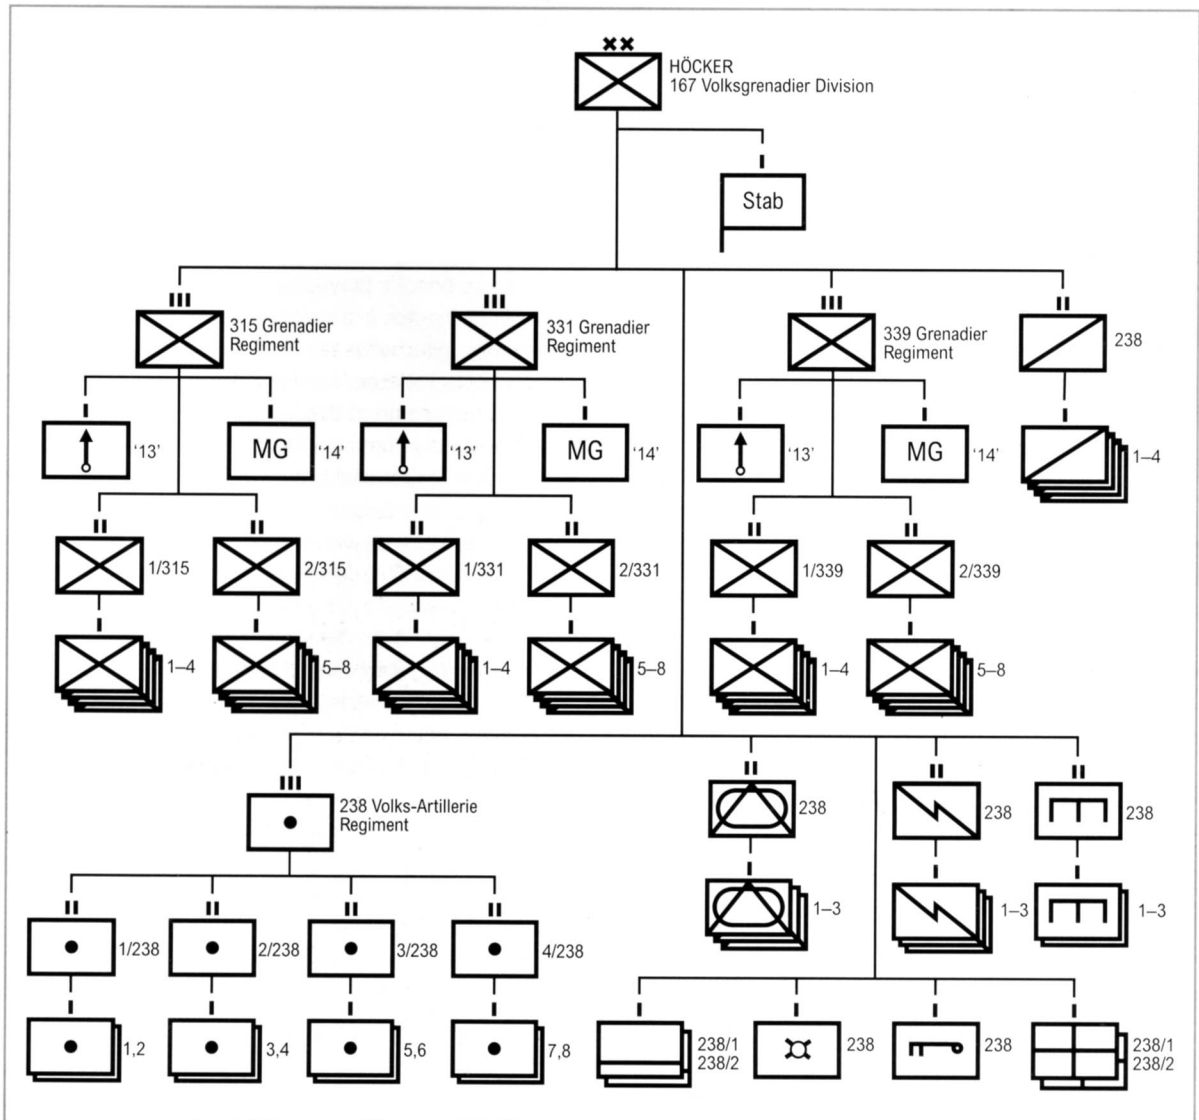 HÖCKER
167 Volksgrenadier Division
Stab
315 Grenadier
Regiment
331 Grenadier
Regiment
339 Grenadier
Regiment
238
'13'
MG
'14'
'13'
MG
'14'
'13'
MG
'14'
1–4
1/315
2/315
1/331
2/331
1/339
2/339
1–4
5–8
1–4
5–8
1–4
5–8
238 Volks-Artillerie
Regiment
238
238
238
1–3
1–3
1–3
1/238
2/238
3/238
4/238
1,2
3,4
5,6
7,8
238/1
238/2
238
238
238/1
238/2